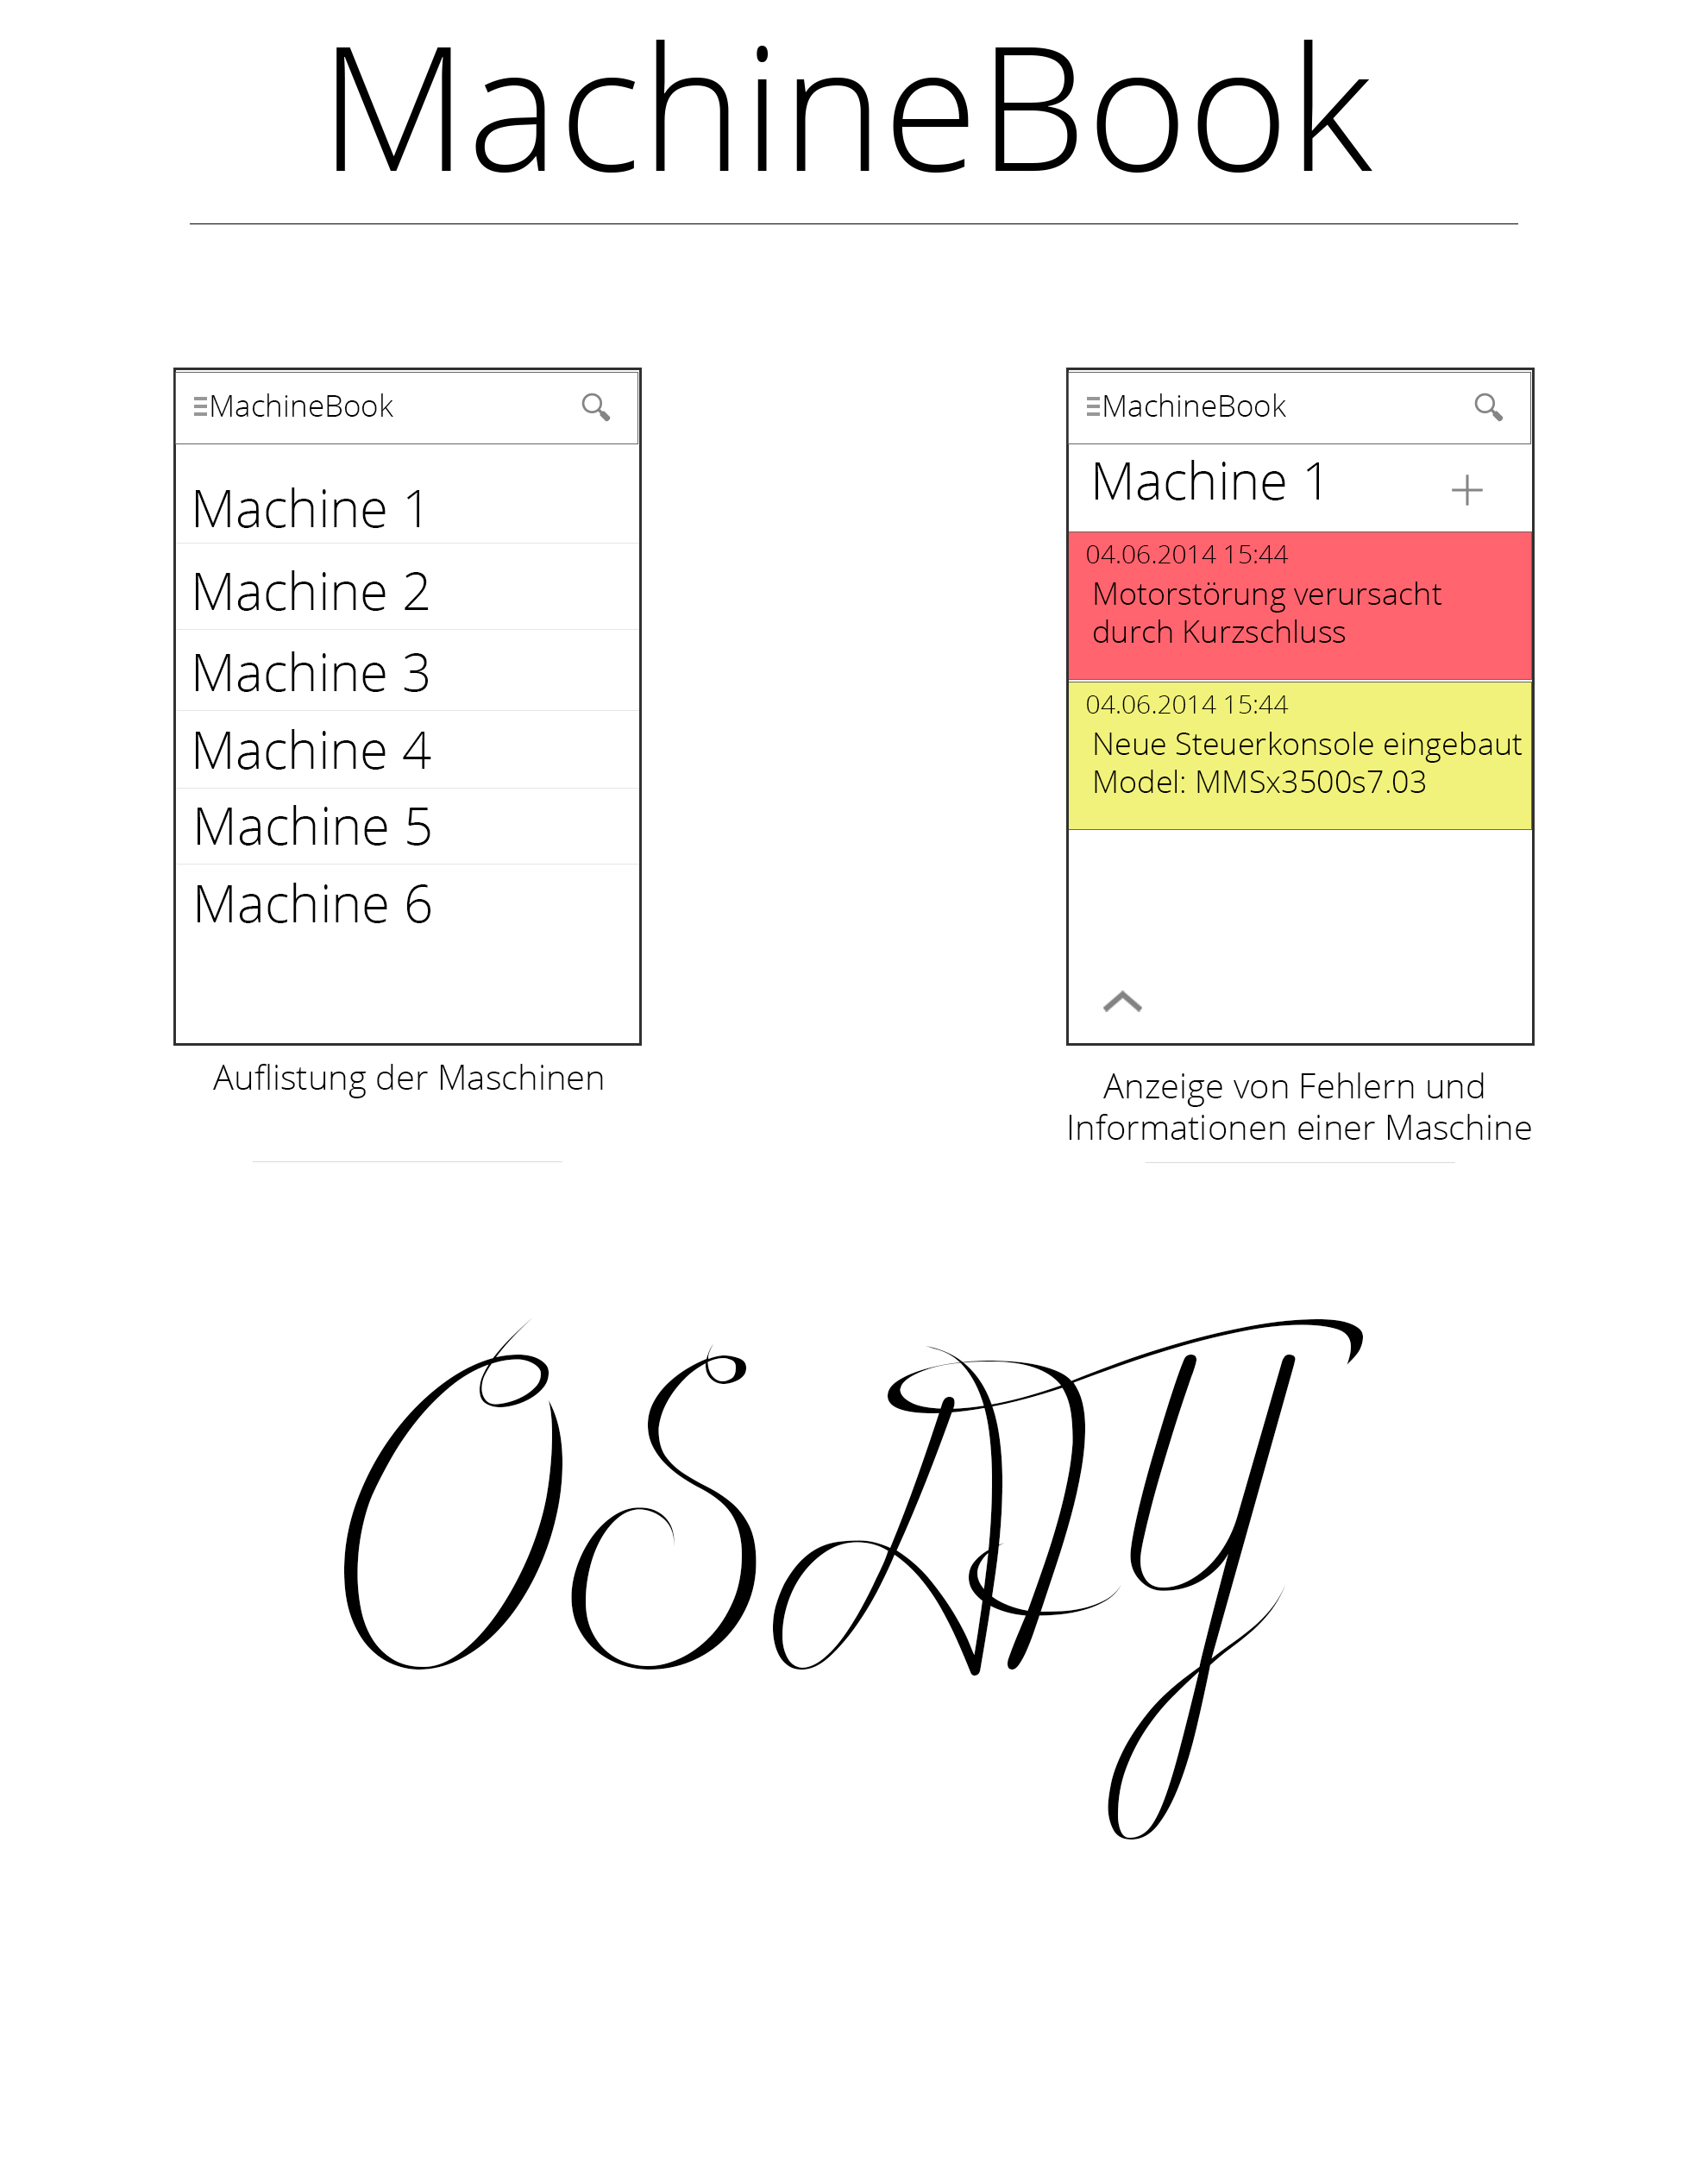 MachineBook
MachineBook
Machine 1
Machine 2
Machine 3
Machine 4
Machine 5
Machine 6
Auflistung der Maschinen
MachineBook
Machine 1
04.06.2014 15:44
Motorstörung verursacht
durch Kurzschluss
04.06.2014 15:44
Neue Steuerkonsole eingebaut
Model: MMSx3500s7.03
Anzeige von Fehlern und
Informationen einer Maschine